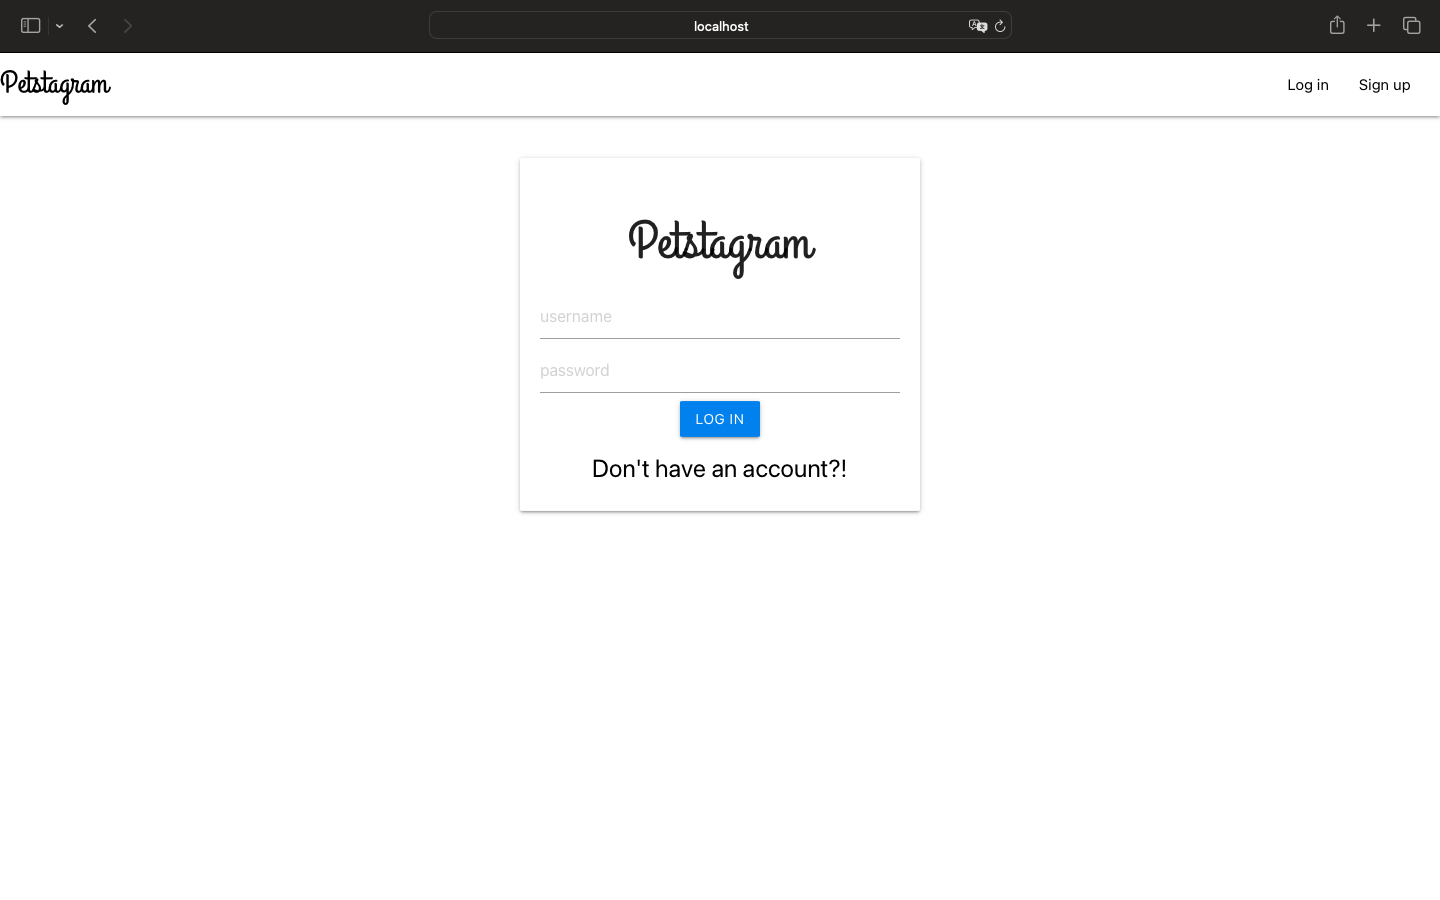 localhost
Petstagram
Log in
Sign up
Petstagram
username
password
LOG IN
Don't have an account?!